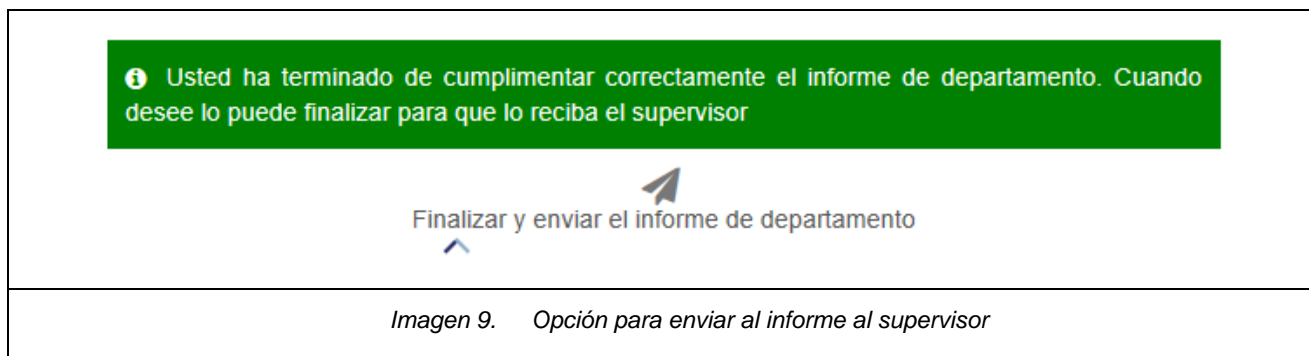 Usted ha terminado de cumplimentar correctamente el informe de departamento. Cuando
desee lo puede finalizar para que lo reciba el supervisor
Finalizar y enviar el informe de departamento
Imagen 9. Opción para enviar al informe al supervisor